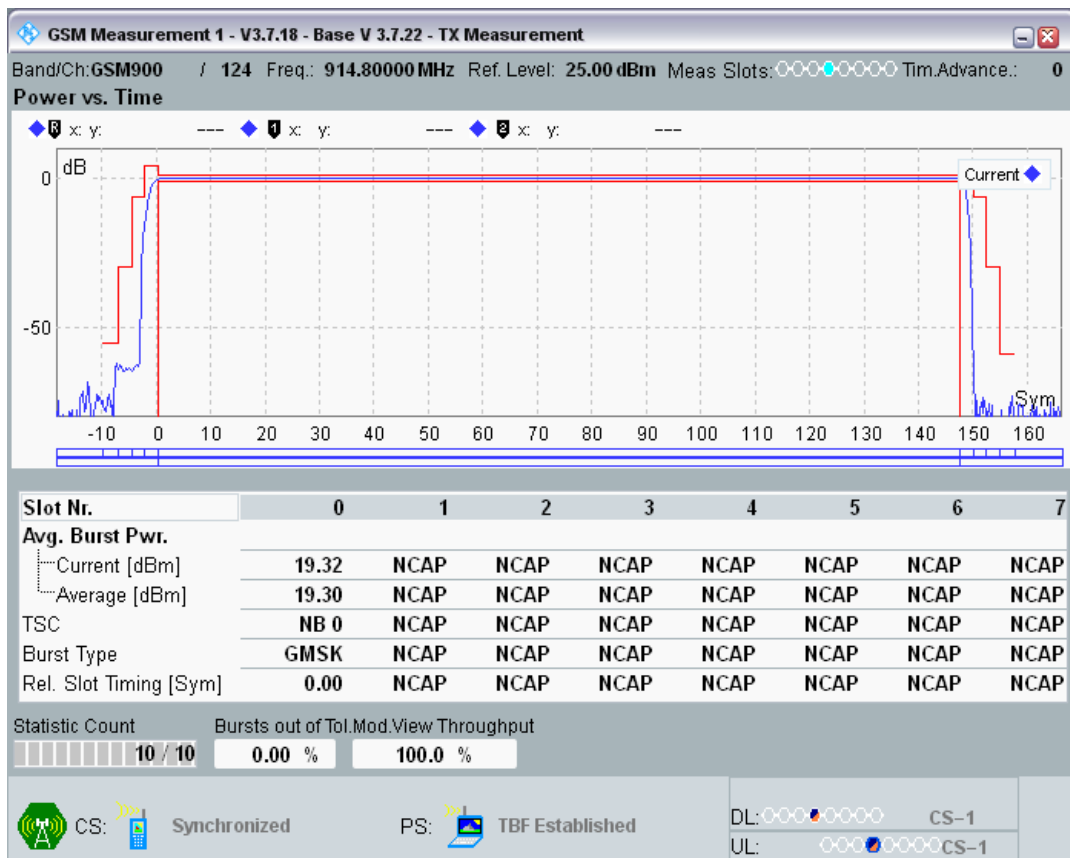 GSM Measurement 1 - V3.7.18 - Base V 3.7.22 - TX Measurement
Band/Ch:GSM900 / 124 Freq.: 914.80000 MHz Ref. Level: 25.00 dBm Meas Slots: Tim.Advance.: 0
Power vs. Time
R x: y: --- 1 x: y: --- 2 x: y: ---
dB
Current
0
-50
Sym
-10 0 10 20 30 40 50 60 70 80 90 100 110 120 130 140 150 160
Slot Nr. 0 1 2 3 4 5 6 7
Avg. Burst Pwr.
Current [dBm] 19.32 NCAP NCAP NCAP NCAP NCAP NCAP NCAP
Average [dBm] 19.30 NCAP NCAP NCAP NCAP NCAP NCAP NCAP
TSC NB 0 NCAP NCAP NCAP NCAP NCAP NCAP NCAP
Burst Type GMSK NCAP NCAP NCAP NCAP NCAP NCAP NCAP
Rel. Slot Timing [Sym] 0.00 NCAP NCAP NCAP NCAP NCAP NCAP NCAP
Statistic Count Bursts out of Tol. Mod.View Throughput
10 / 10 0.00 % 100.0 %
CS: Synchronized PS: TBF Established
DL: CS-1
UL: CS-1